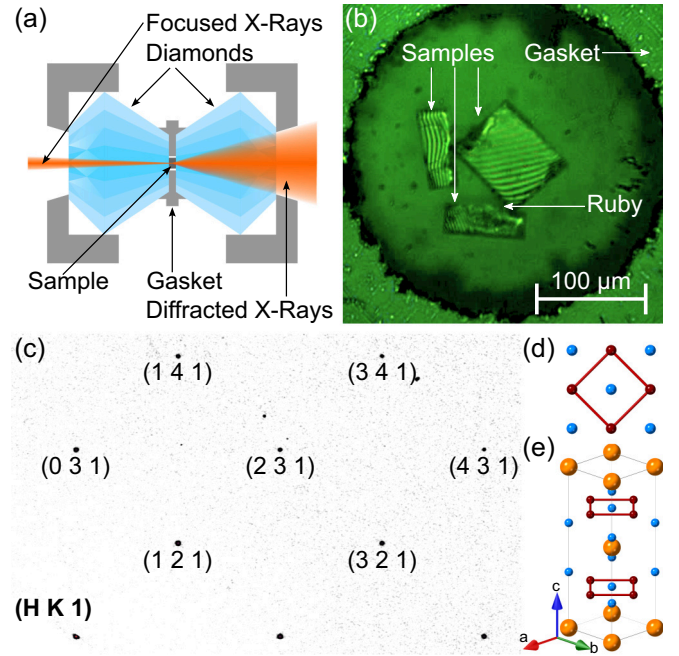 (a)
Focused X-Rays
Diamonds
Sample
Gasket
Diffracted X-Rays
(b)
Samples
Gasket
Ruby
100 μm
(c)
(1 4 1)
(3 4 1)
(0 3 1)
(2 3 1)
(4 3 1)
(1 2 1)
(3 2 1)
(H K 1)
(d)
(e)
c
a
b